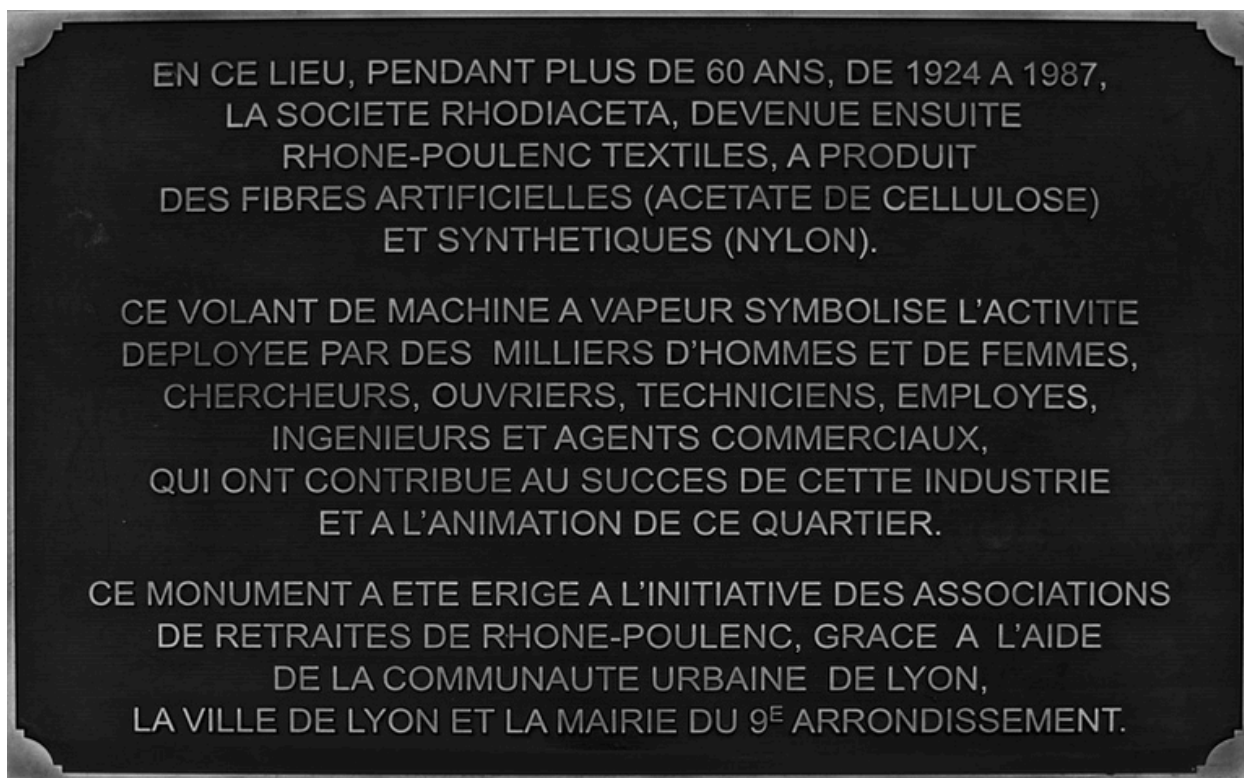 EN CE LIEU, PENDANT PLUS DE 60 ANS, DE 1924 A 1987,
LA SOCIETE RHODIACETA, DEVENUE ENSUITE
RHONE-POULENC TEXTILES, A PRODUIT
DES FIBRES ARTIFICIELLES (ACETATE DE CELLULOSE)
ET SYNTHETIQUES (NYLON).
CE VOLANT DE MACHINE A VAPEUR SYMBOLISE L'ACTIVITE
DEPLOYEE PAR DES MILLIERS D'HOMMES ET DE FEMMES,
CHERCHEURS, OUVRIERS, TECHNICIENS, EMPLOYES,
INGENIEURS ET AGENTS COMMERCIAUX,
QUI ONT CONTRIBUE AU SUCCES DE CETTE INDUSTRIE
ET A L'ANIMATION DE CE QUARTIER.
CE MONUMENT A ETE ERIGE A L'INITIATIVE DES ASSOCIATIONS
DE RETRAITES DE RHONE-POULENC, GRACE A L'AIDE
DE LA COMMUNAUTE URBAINE DE LYON,
LA VILLE DE LYON ET LA MAIRIE DU 9E ARRONDISSEMENT.